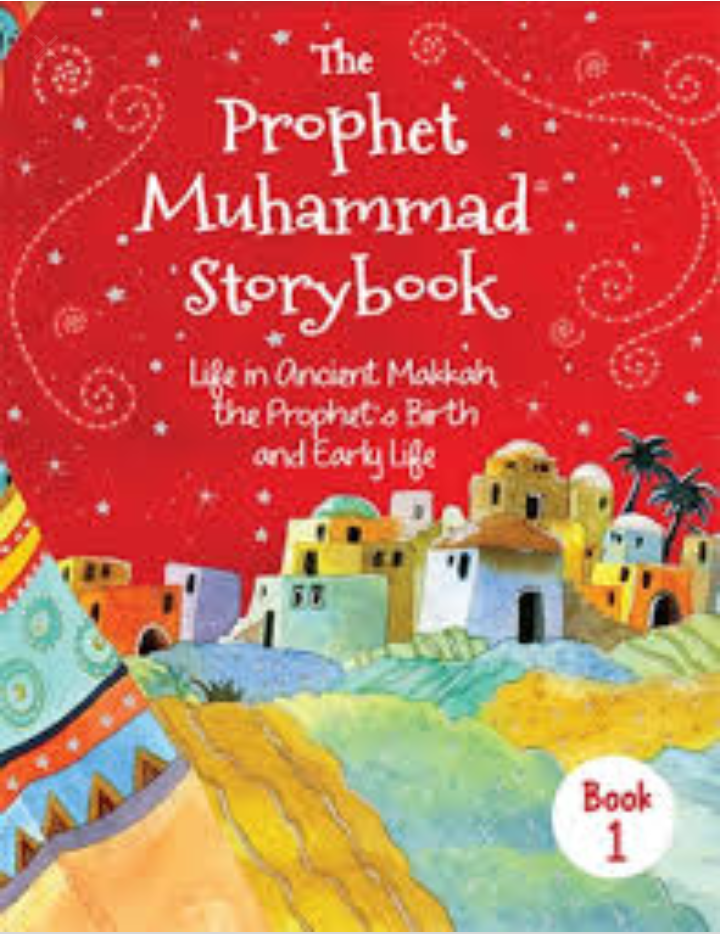 The
Prophet
Muhammad
Storybook
Life in Ancient Makkah,
the Prophet's Birth
and Early Life
Book
1